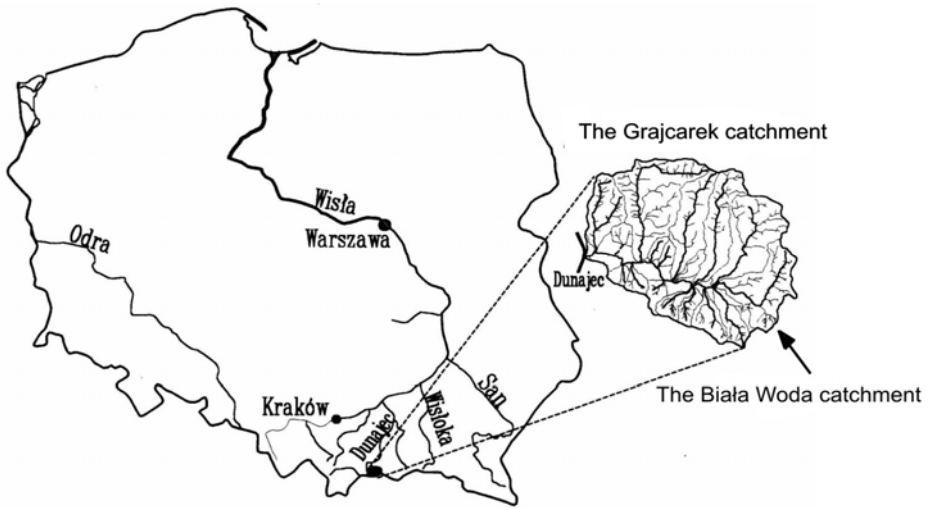 The Grajcarek catchment
Wisła
Warszawa
Odra
Dunajec
The Biała Woda catchment
Kraków
Dunajec
Wisłoka
San